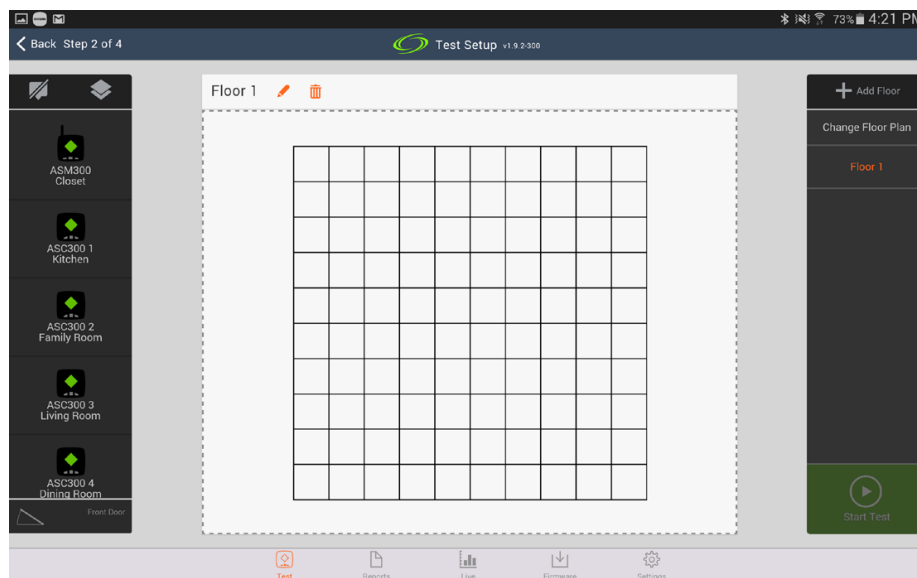 73% 4:21 PM
Back Step 2 of 4
Test Setup v1.9.2-300
Floor 1
Add Floor
Change Floor Plan
Floor 1
ASM300
Closet
ASC300 1
Kitchen
ASC300 2
Family Room
ASC300 3
Living Room
ASC300 4
Dining Room
Front Door
Start Test
Test
Reports
Live
Firmware
Settings